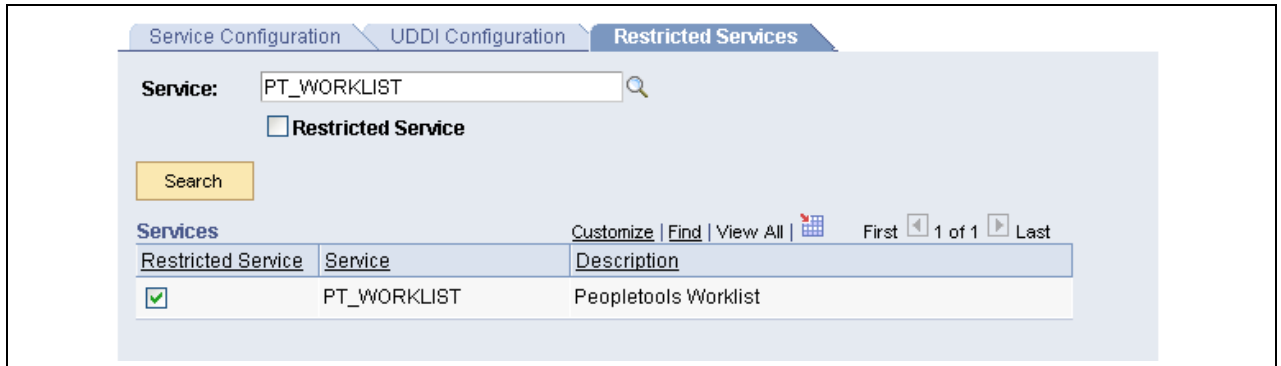 Service Configuration UDDI Configuration Restricted Services
Service: PT_WORKLIST
Restricted Service
Search
Services Customize | Find | View All | First 1 of 1 Last
Restricted Service Service Description
PT_WORKLIST Peopletools Worklist